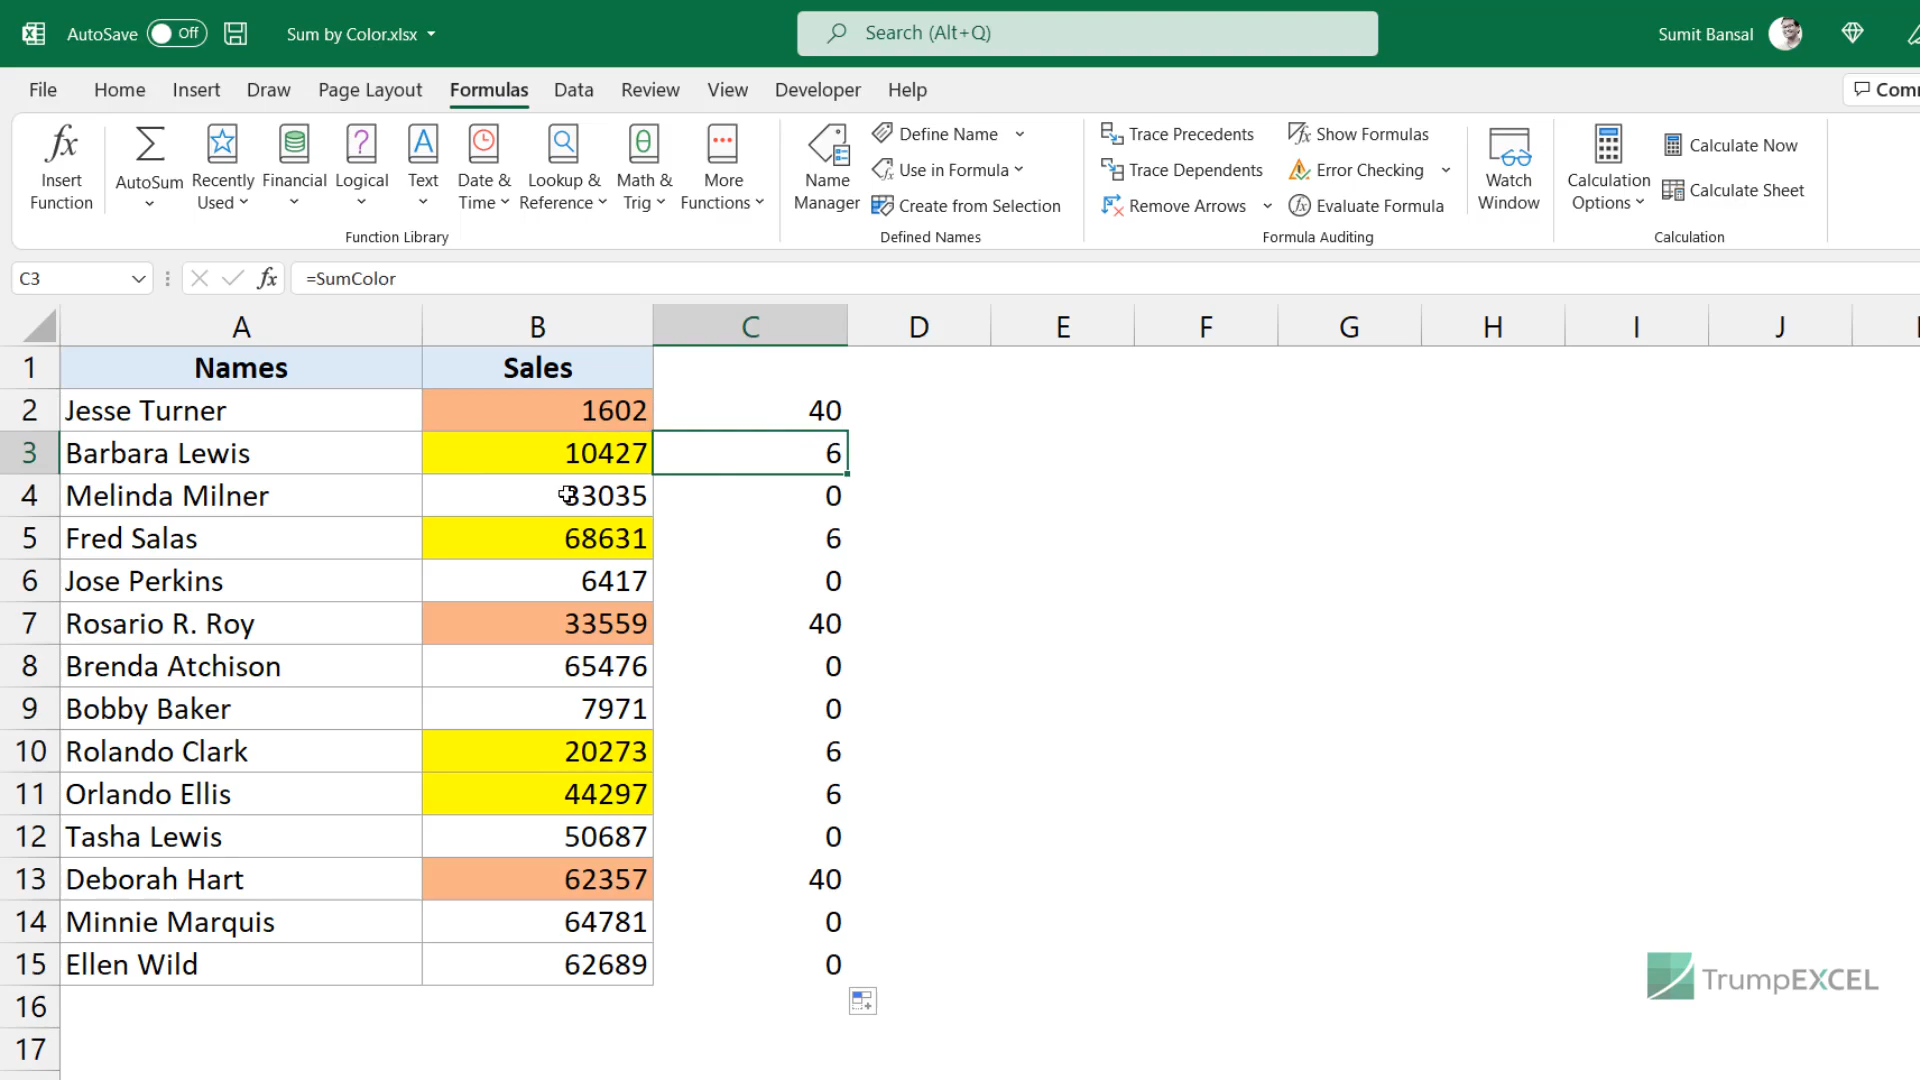 AutoSave Off Sum by Color.xlsx Search (Alt+Q) Sumit Bansal
File Home Insert Draw Page Layout Formulas Data Review View Developer Help
Insert Function
AutoSum
Recently Used
Financial
Logical
Text
Date & Time
Lookup & Reference
Math & Trig
More Functions
Function Library
Name Manager
Define Name
Use in Formula
Create from Selection
Defined Names
Trace Precedents
Trace Dependents
Remove Arrows
Show Formulas
Error Checking
Evaluate Formula
Formula Auditing
Watch Window
Calculation Options
Calculate Now
Calculate Sheet
Calculation
C3 fx =SumColor
A B C D E F G H I J
1 Names Sales
2 Jesse Turner 1602 40
3 Barbara Lewis 10427 6
4 Melinda Milner 33035 0
5 Fred Salas 68631 6
6 Jose Perkins 6417 0
7 Rosario R. Roy 33559 40
8 Brenda Atchison 65476 0
9 Bobby Baker 7971 0
10 Rolando Clark 20273 6
11 Orlando Ellis 44297 6
12 Tasha Lewis 50687 0
13 Deborah Hart 62357 40
14 Minnie Marquis 64781 0
15 Ellen Wild 62689 0
16
17
TrumpEXCEL